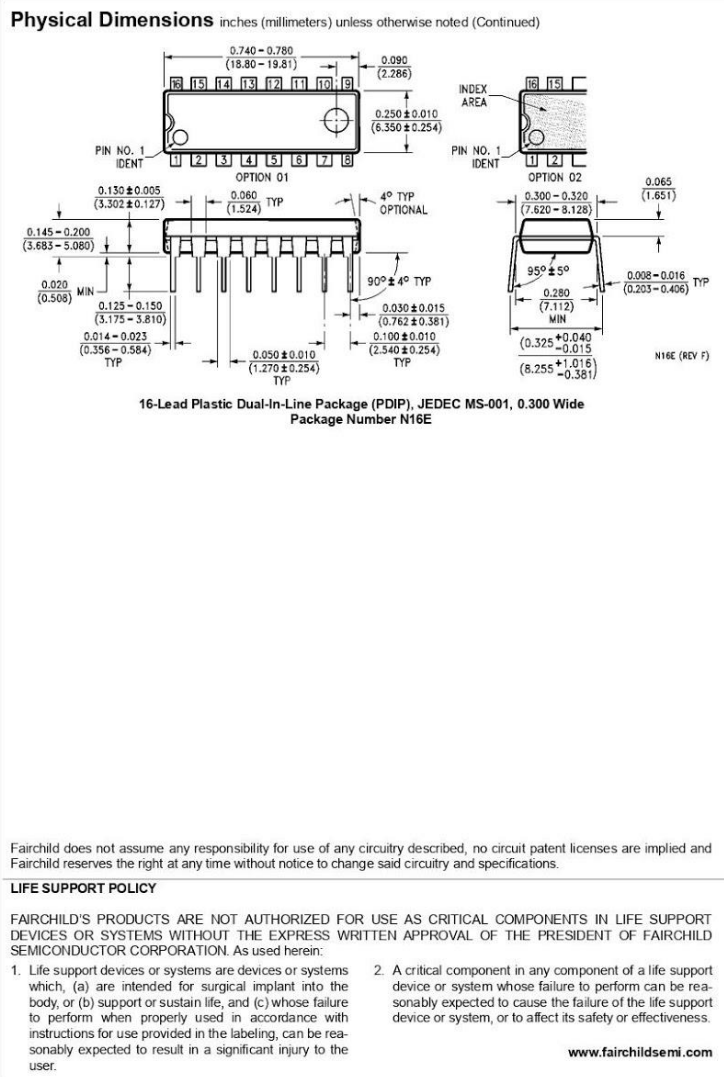 Physical Dimensions inches (millimeters) unless otherwise noted (Continued)
0.740 – 0.780
(18.80 – 19.81)
0.090
(2.286)
16 15 14 13 12 11 10 9
16 15
INDEX
AREA
0.250 ± 0.010
(6.350 ± 0.254)
PIN NO. 1
IDENT
1 2 3 4 5 6 7 8
PIN NO. 1
IDENT
1 2
OPTION 01
OPTION 02
0.130 ± 0.005
(3.302 ± 0.127)
0.060
(1.524)
TYP
4° TYP
OPTIONAL
0.300 – 0.320
(7.620 – 8.128)
0.065
(1.651)
0.145 – 0.200
(3.683 – 5.080)
0.020
(0.508)
MIN
0.125 – 0.150
(3.175 – 3.810)
90° ± 4° TYP
95° ± 5°
0.008 – 0.016
(0.203 – 0.406)
TYP
0.280
(7.112)
MIN
0.030 ± 0.015
(0.762 ± 0.381)
0.014 – 0.023
(0.356 – 0.584)
TYP
0.050 ± 0.010
(1.270 ± 0.254)
TYP
0.100 ± 0.010
(2.540 ± 0.254)
TYP
(0.325 +0.040
–0.015
(8.255 +1.016
–0.381)
N16E (REV F)
16-Lead Plastic Dual-In-Line Package (PDIP), JEDEC MS-001, 0.300 Wide
Package Number N16E
Fairchild does not assume any responsibility for use of any circuitry described, no circuit patent licenses are implied and
Fairchild reserves the right at any time without notice to change said circuitry and specifications.
LIFE SUPPORT POLICY
FAIRCHILD'S PRODUCTS ARE NOT AUTHORIZED FOR USE AS CRITICAL COMPONENTS IN LIFE SUPPORT
DEVICES OR SYSTEMS WITHOUT THE EXPRESS WRITTEN APPROVAL OF THE PRESIDENT OF FAIRCHILD
SEMICONDUCTOR CORPORATION. As used herein:
1. Life support devices or systems are devices or systems
which, (a) are intended for surgical implant into the
body, or (b) support or sustain life, and (c) whose failure
to perform when properly used in accordance with
instructions for use provided in the labeling, can be rea-
sonably expected to result in a significant injury to the
user.
2. A critical component in any component of a life support
device or system whose failure to perform can be rea-
sonably expected to cause the failure of the life support
device or system, or to affect its safety or effectiveness.
www.fairchildsemi.com